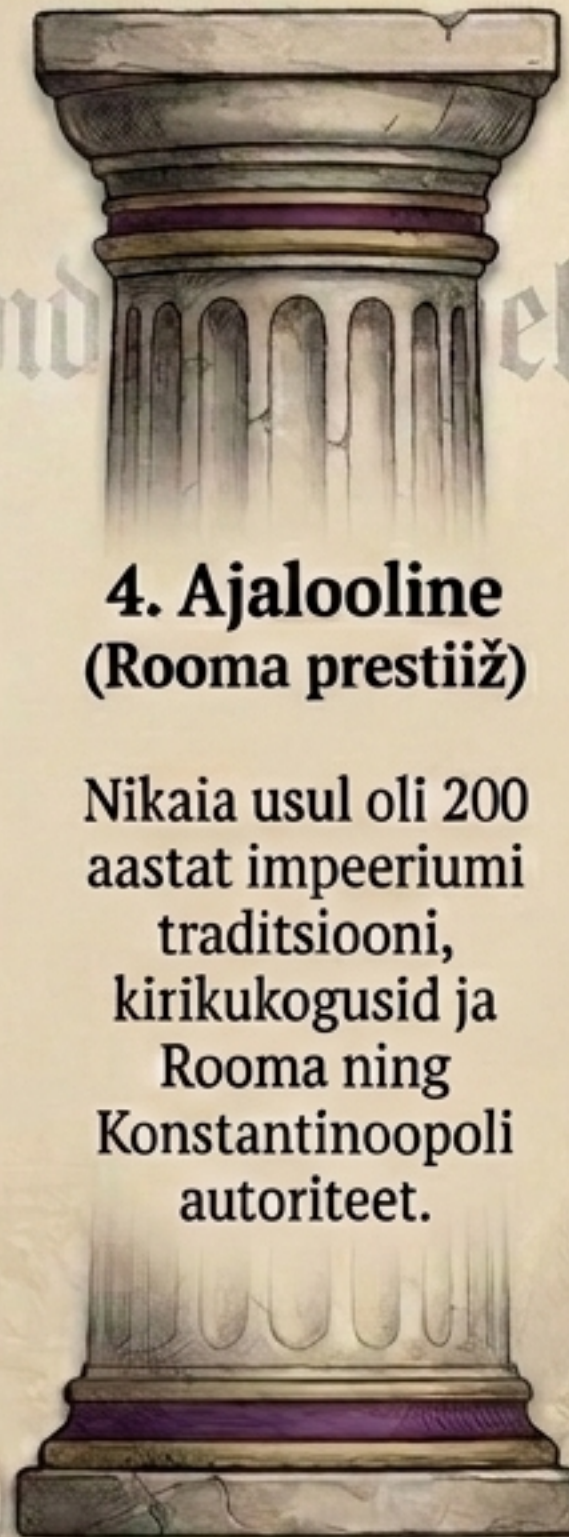 4. Ajalooline
(Rooma prestiiž)
Nikaia usul oli 200
aastat impeeriumi
traditsiooni,
kirikukogusid ja
Rooma ning
Konstantinoopoli
autoriteet.